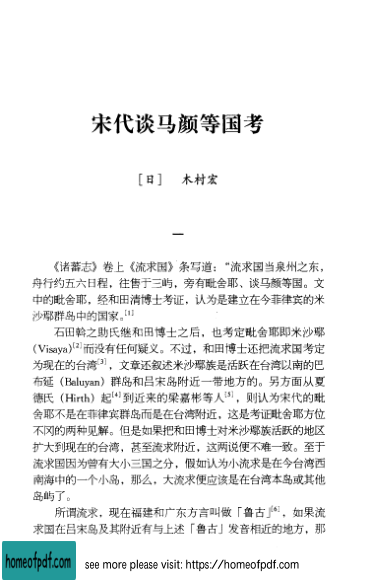 宋代谈马颜等国考
[日] 木村宏
一
《诸蕃志》卷上《流求国》条写道：“流求国当泉州之东，
舟行约五六日程，往售于三屿，旁有毗舍耶、谈马颜等国。文
中的毗舍耶，经和田清博士考证，认为是建立在今菲律宾的米
沙鄢群岛中的国家。[1]
石田幹之助氏继和田博士之后，也考定毗舍耶即米沙鄢
(Visaya)[2]而没有任何疑义。不过，和田博士还把流求国考定
为现在的台湾[3]，文章还叙述米沙鄢族是活跃在台湾以南的巴
布延 (Baluyan) 群岛和吕宋岛附近一带地方的。另方面从夏
德氏 (Hirth) 起[4]到近来的梁嘉彬等人[5]，则认为宋代的毗
舍耶不是在菲律宾群岛而是在台湾附近，这是考证毗舍耶方位
不冈的两种见解。但是如果把和田博士对米沙鄢族活跃的地区
扩大到现在的台湾，甚至流求附近，这两说便不难一致。至于
流求国因为曾有大小三国之分，假如认为小流求是在今台湾西
南海中的一个小岛，那么，大流求便应该是在台湾本岛或其他
岛屿了。
所谓流求，现在福建和广东方言叫做「鲁古」[6]，如果流
求国在吕宋岛及其附近有与上述「鲁古」发音相近的地方，那
homeofpdf.com
see more please visit: https://homeofpdf.com